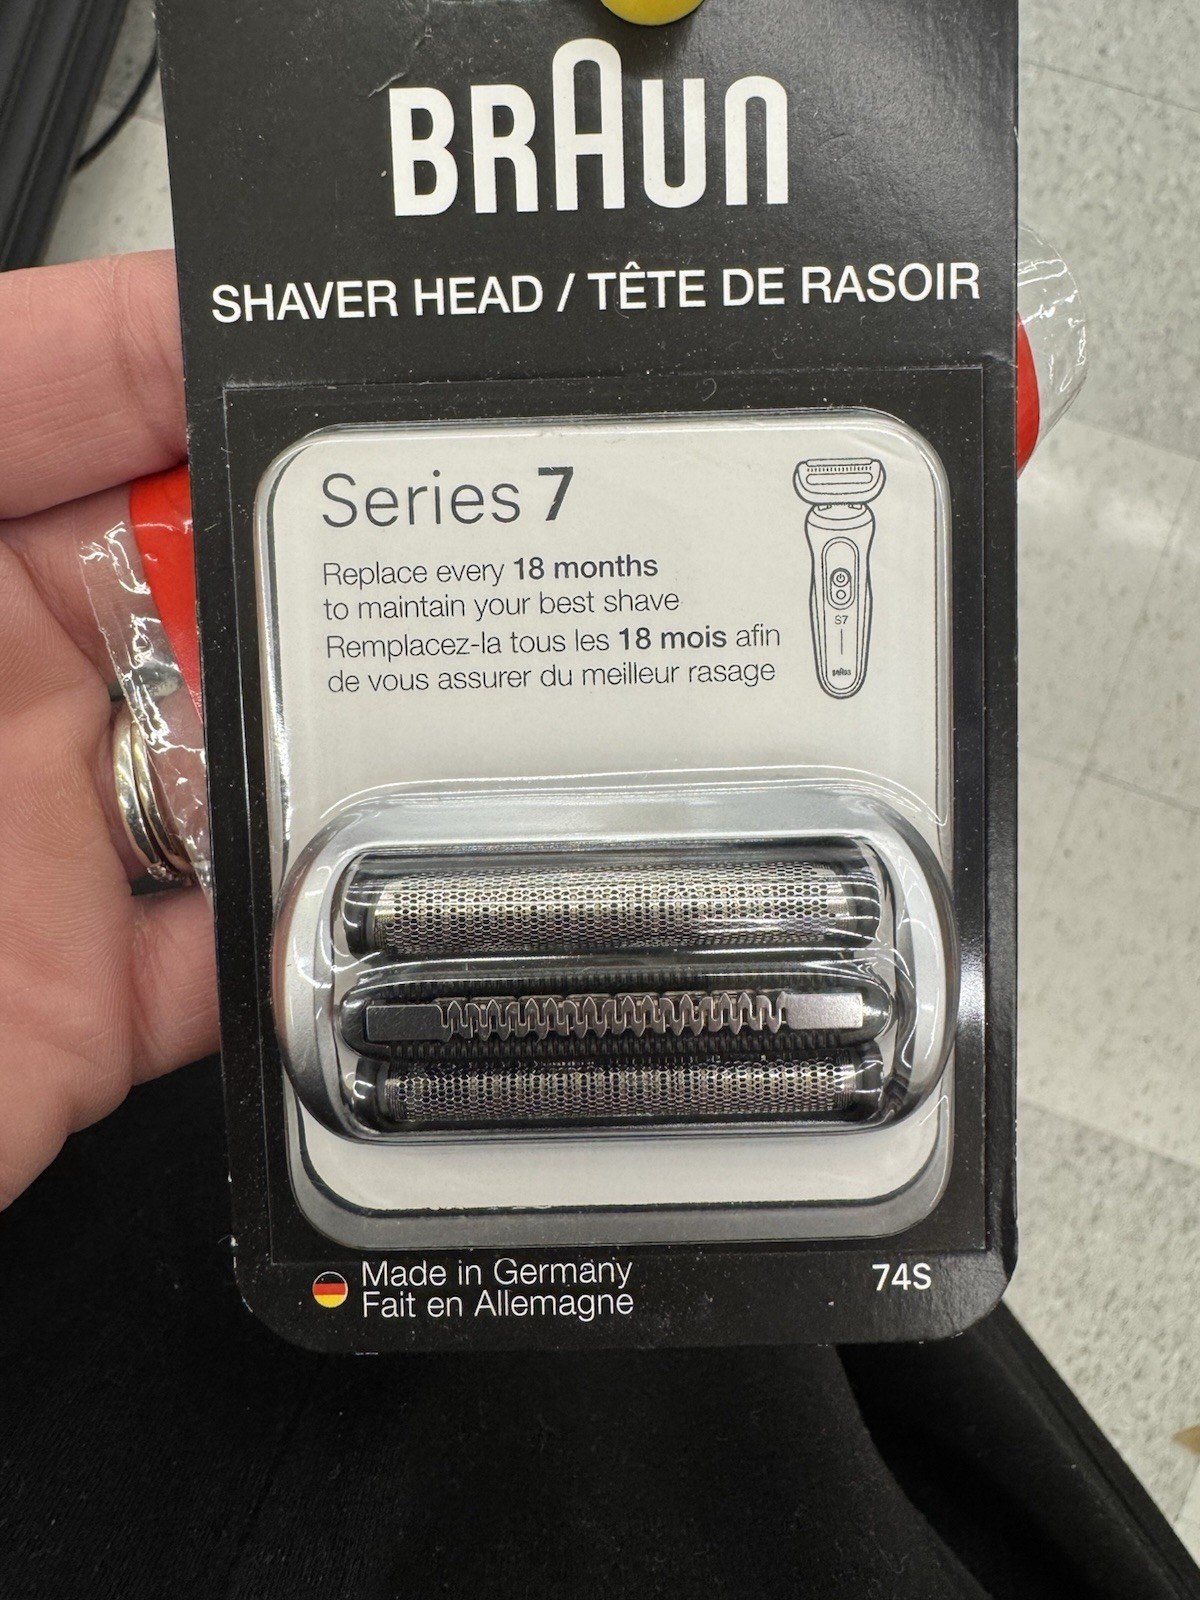 BRAUN
SHAVER HEAD / TÊTE DE RASOIR
Series 7
Replace every 18 months
to maintain your best shave
Remplacez-la tous les 18 mois afin
de vous assurer du meilleur rasage
S7
BRAUN
Made in Germany
Fait en Allemagne
74S